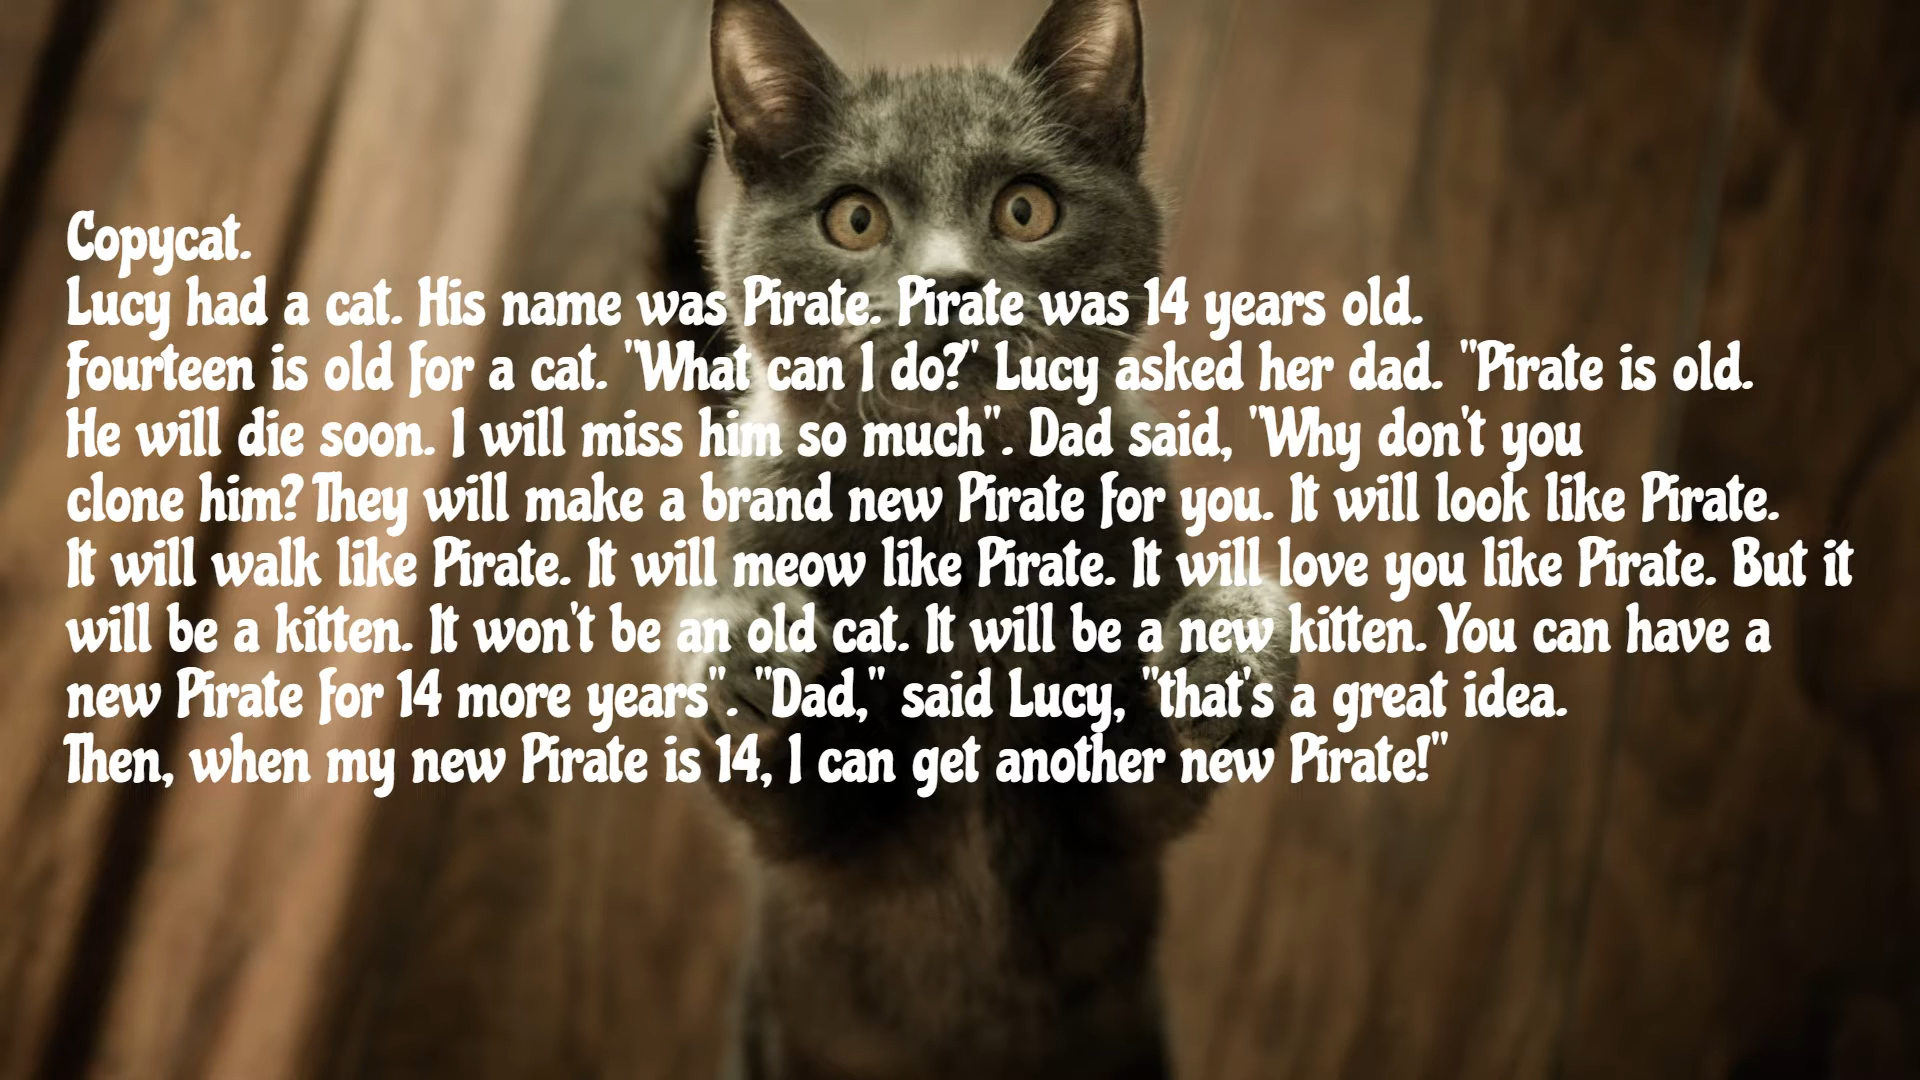 Copycat.
Lucy had a cat. His name was Pirate. Pirate was 14 years old.
Fourteen is old for a cat. "What can I do?" Lucy asked her dad. "Pirate is old.
He will die soon. I will miss him so much". Dad said, "Why don't you
clone him? They will make a brand new Pirate for you. It will look like Pirate.
It will walk like Pirate. It will meow like Pirate. It will love you like Pirate. But it
will be a kitten. It won't be an old cat. It will be a new kitten. You can have a
new Pirate for 14 more years". "Dad," said Lucy, "that's a great idea.
Then, when my new Pirate is 14, I can get another new Pirate!"